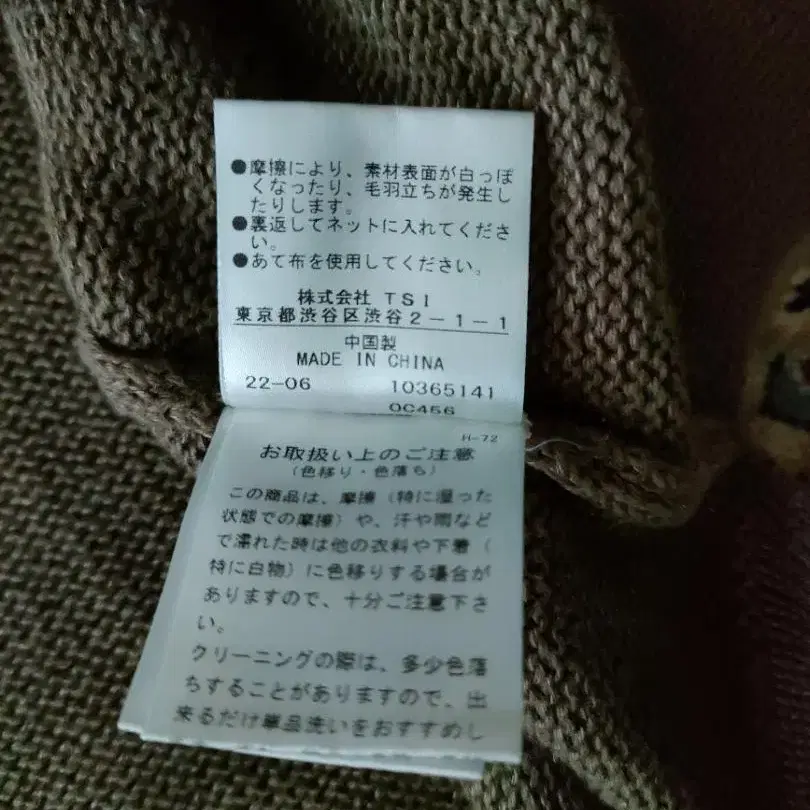 ●摩擦により、素材表面が白っぽ
くなったり、毛羽立ちが発生し
たりします。
●裏返してネットに入れてくださ
い。
●あて布を使用してください。
株式会社 TSI
東京都渋谷区渋谷2-1-1
中国製
MADE IN CHINA
22-06 10365141
0C456
H-72
お取扱い上のご注意
(色移り・色落ち)
この商品は、摩擦(特に湿った
状態での摩擦)や、汗や雨など
で濡れた時は他の衣料や下着(
特に白物)に色移りする場合が
ありますので、十分ご注意下さ
い。
クリーニングの際は、多少色落
ちすることがありますので、出
来るだけ単品洗いをおすすめし